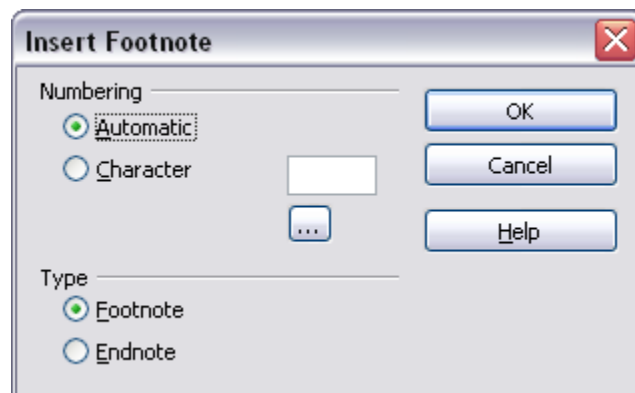 Insert Footnote
Numbering
Automatic
OK
Character
Cancel
...
Help
Type
Footnote
Endnote